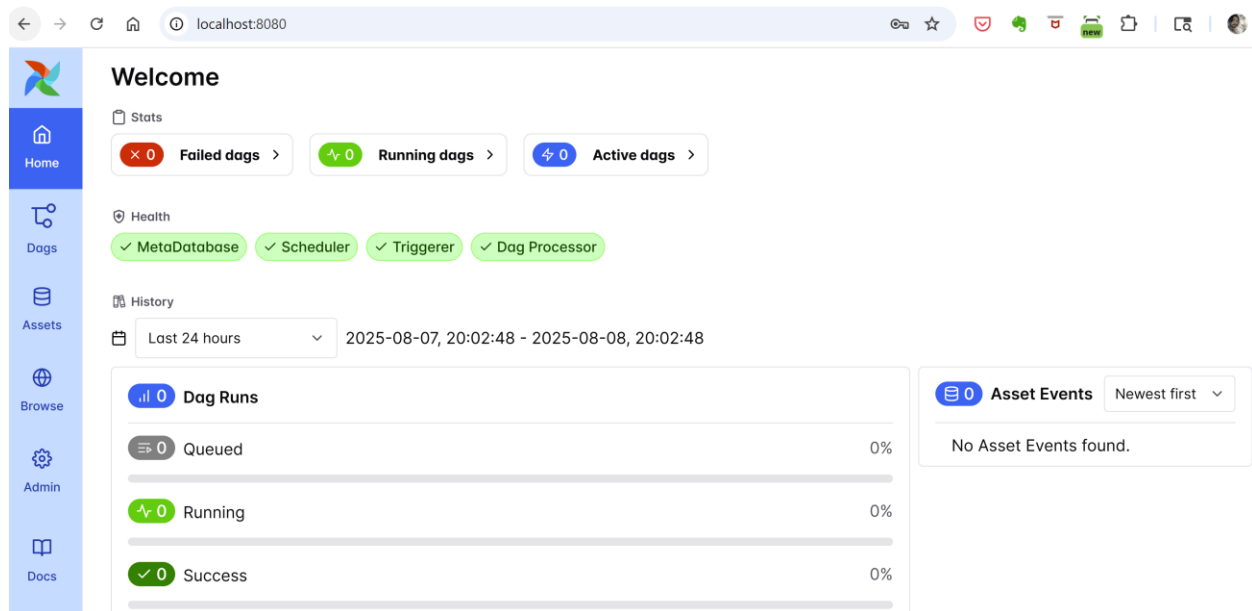 localhost:8080
new
Welcome
Stats
0 Failed dags
0 Running dags
0 Active dags
Home
Health
MetaDatabase
Scheduler
Triggerer
Dag Processor
Dags
History
Assets
Last 24 hours
2025-08-07, 20:02:48 - 2025-08-08, 20:02:48
0 Dag Runs
0 Asset Events
Newest first
Browse
0 Queued
0%
No Asset Events found.
Admin
0 Running
0%
Docs
0 Success
0%